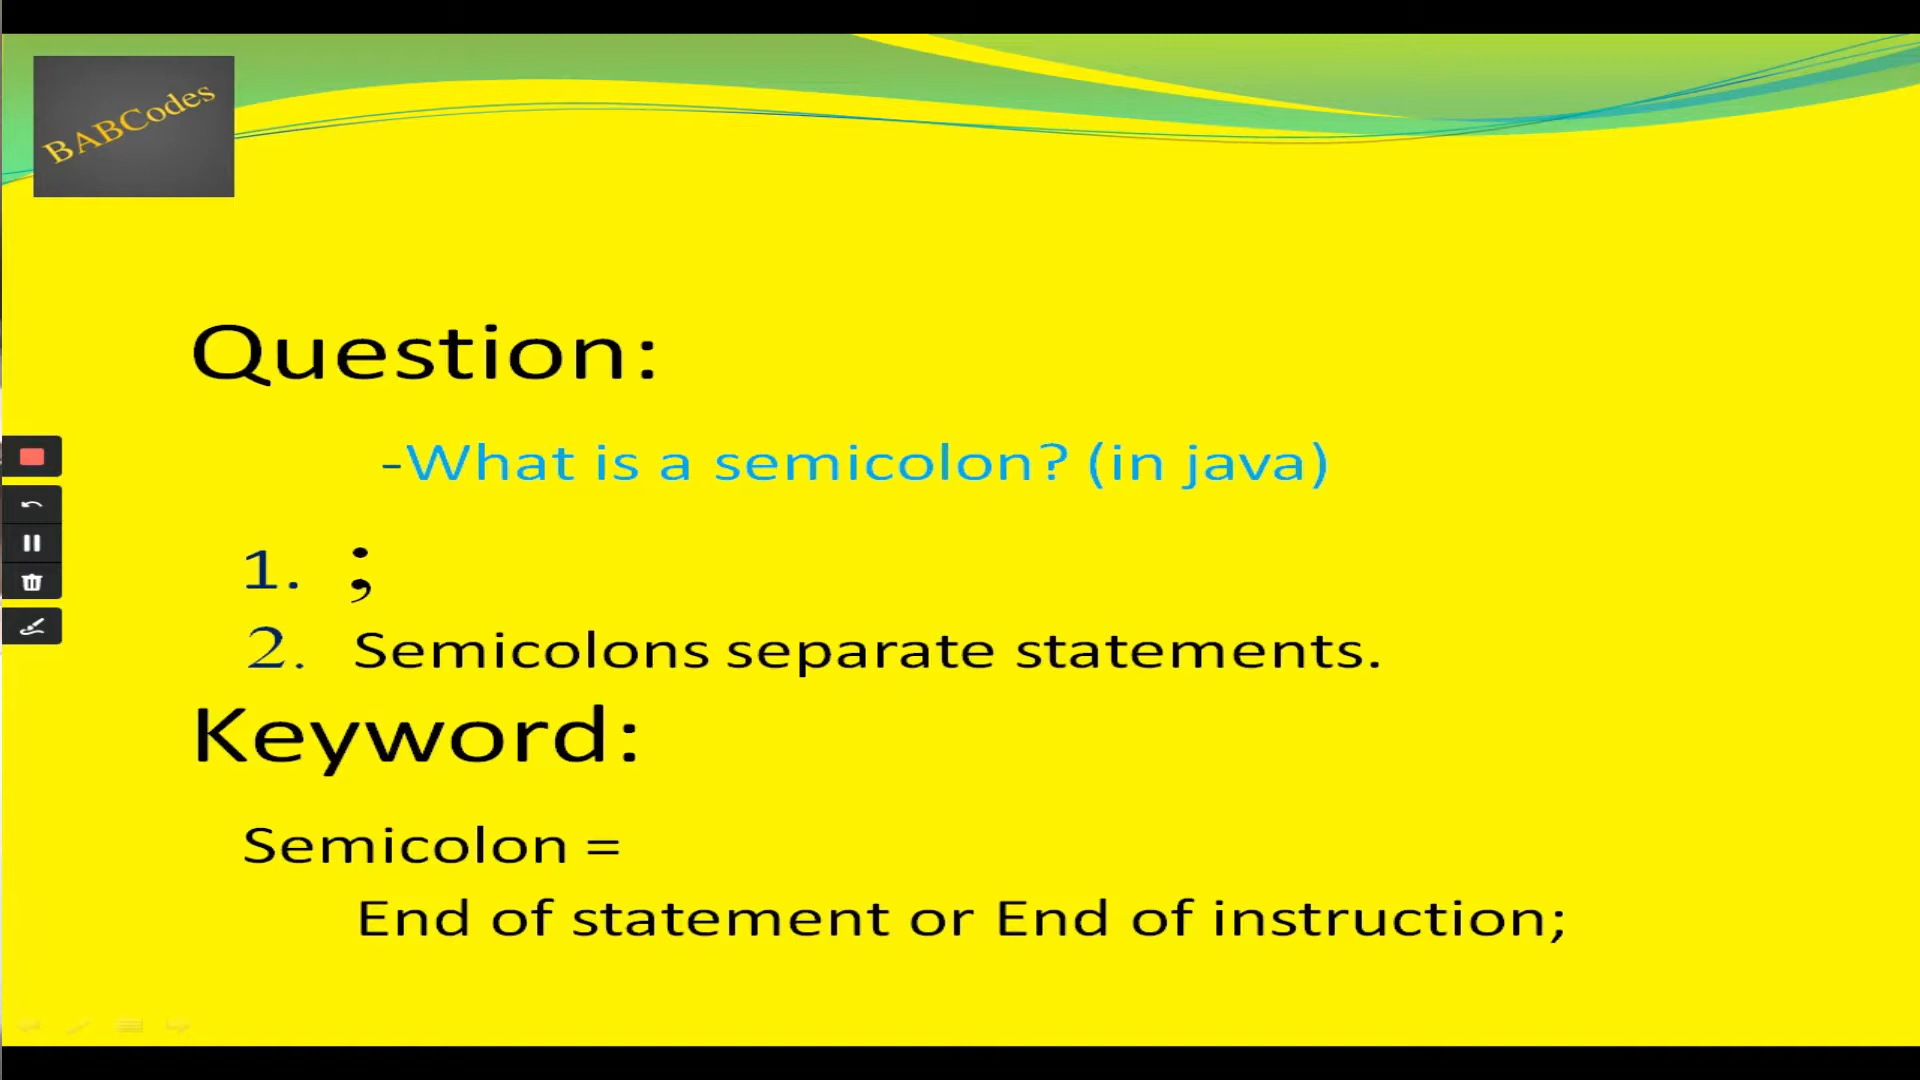 BABCodes
Question:
-What is a semicolon? (in java)
1. ;
2. Semicolons separate statements.
Keyword:
Semicolon =
End of statement or End of instruction;